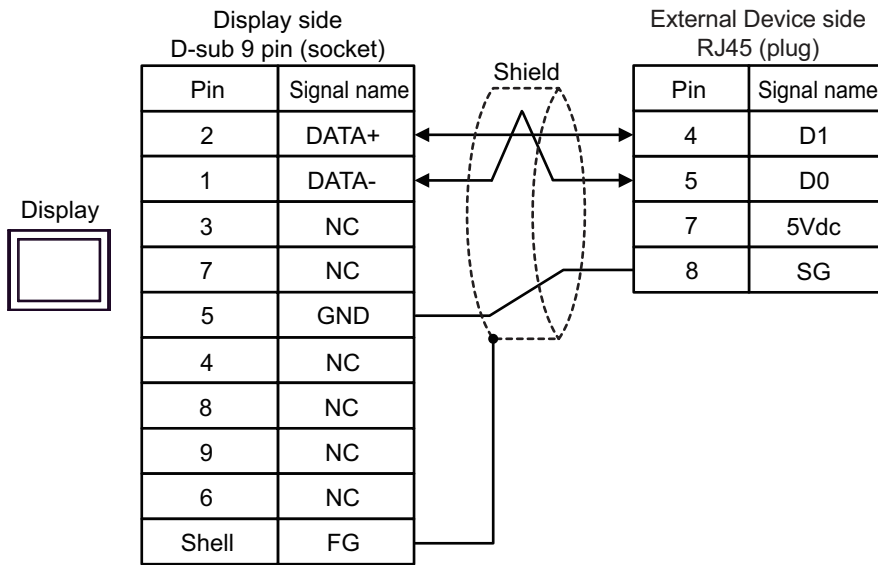 Display side
D-sub 9 pin (socket)
External Device side
RJ45 (plug)
Shield
Display
Pin Signal name
2 DATA+
1 DATA-
3 NC
7 NC
5 GND
4 NC
8 NC
9 NC
6 NC
Shell FG
Pin Signal name
4 D1
5 D0
7 5Vdc
8 SG